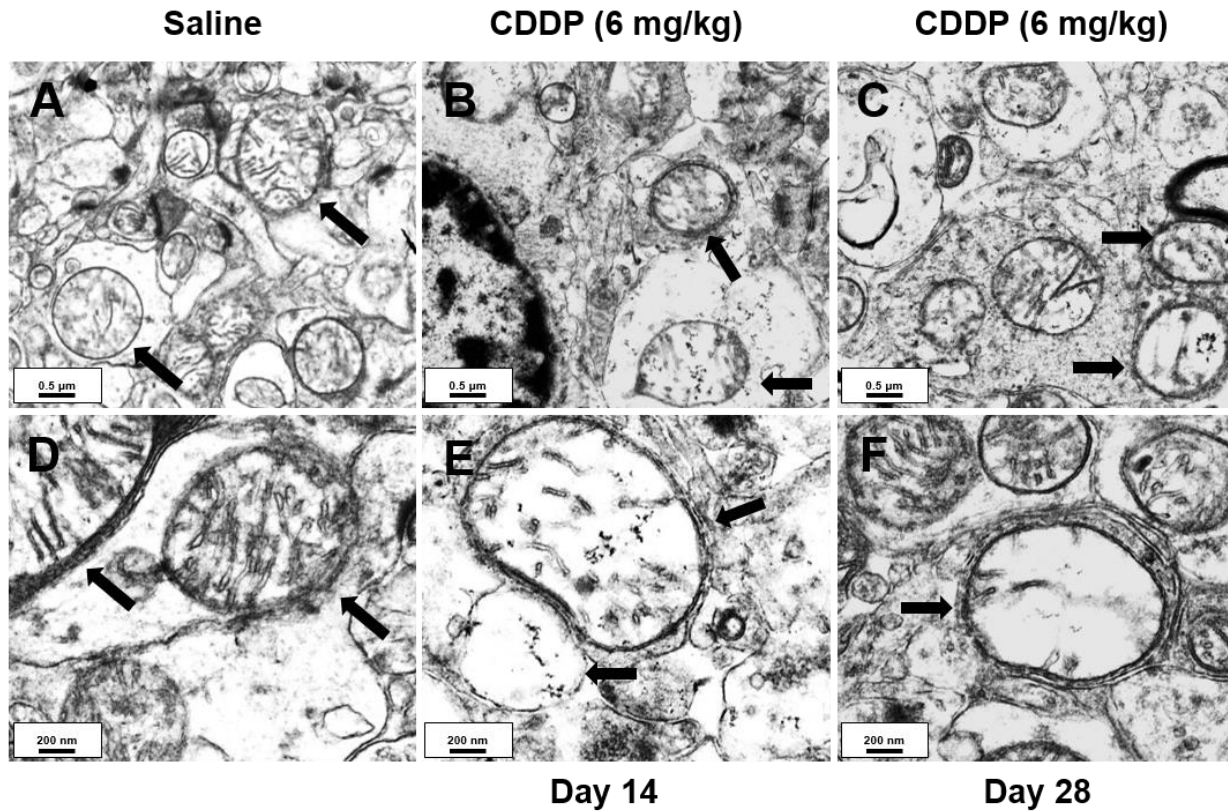 Saline
CDDP (6 mg/kg)
CDDP (6 mg/kg)
A
B
C
0.5 µm
0.5 µm
0.5 µm
D
E
F
200 nm
200 nm
200 nm
Day 14
Day 28